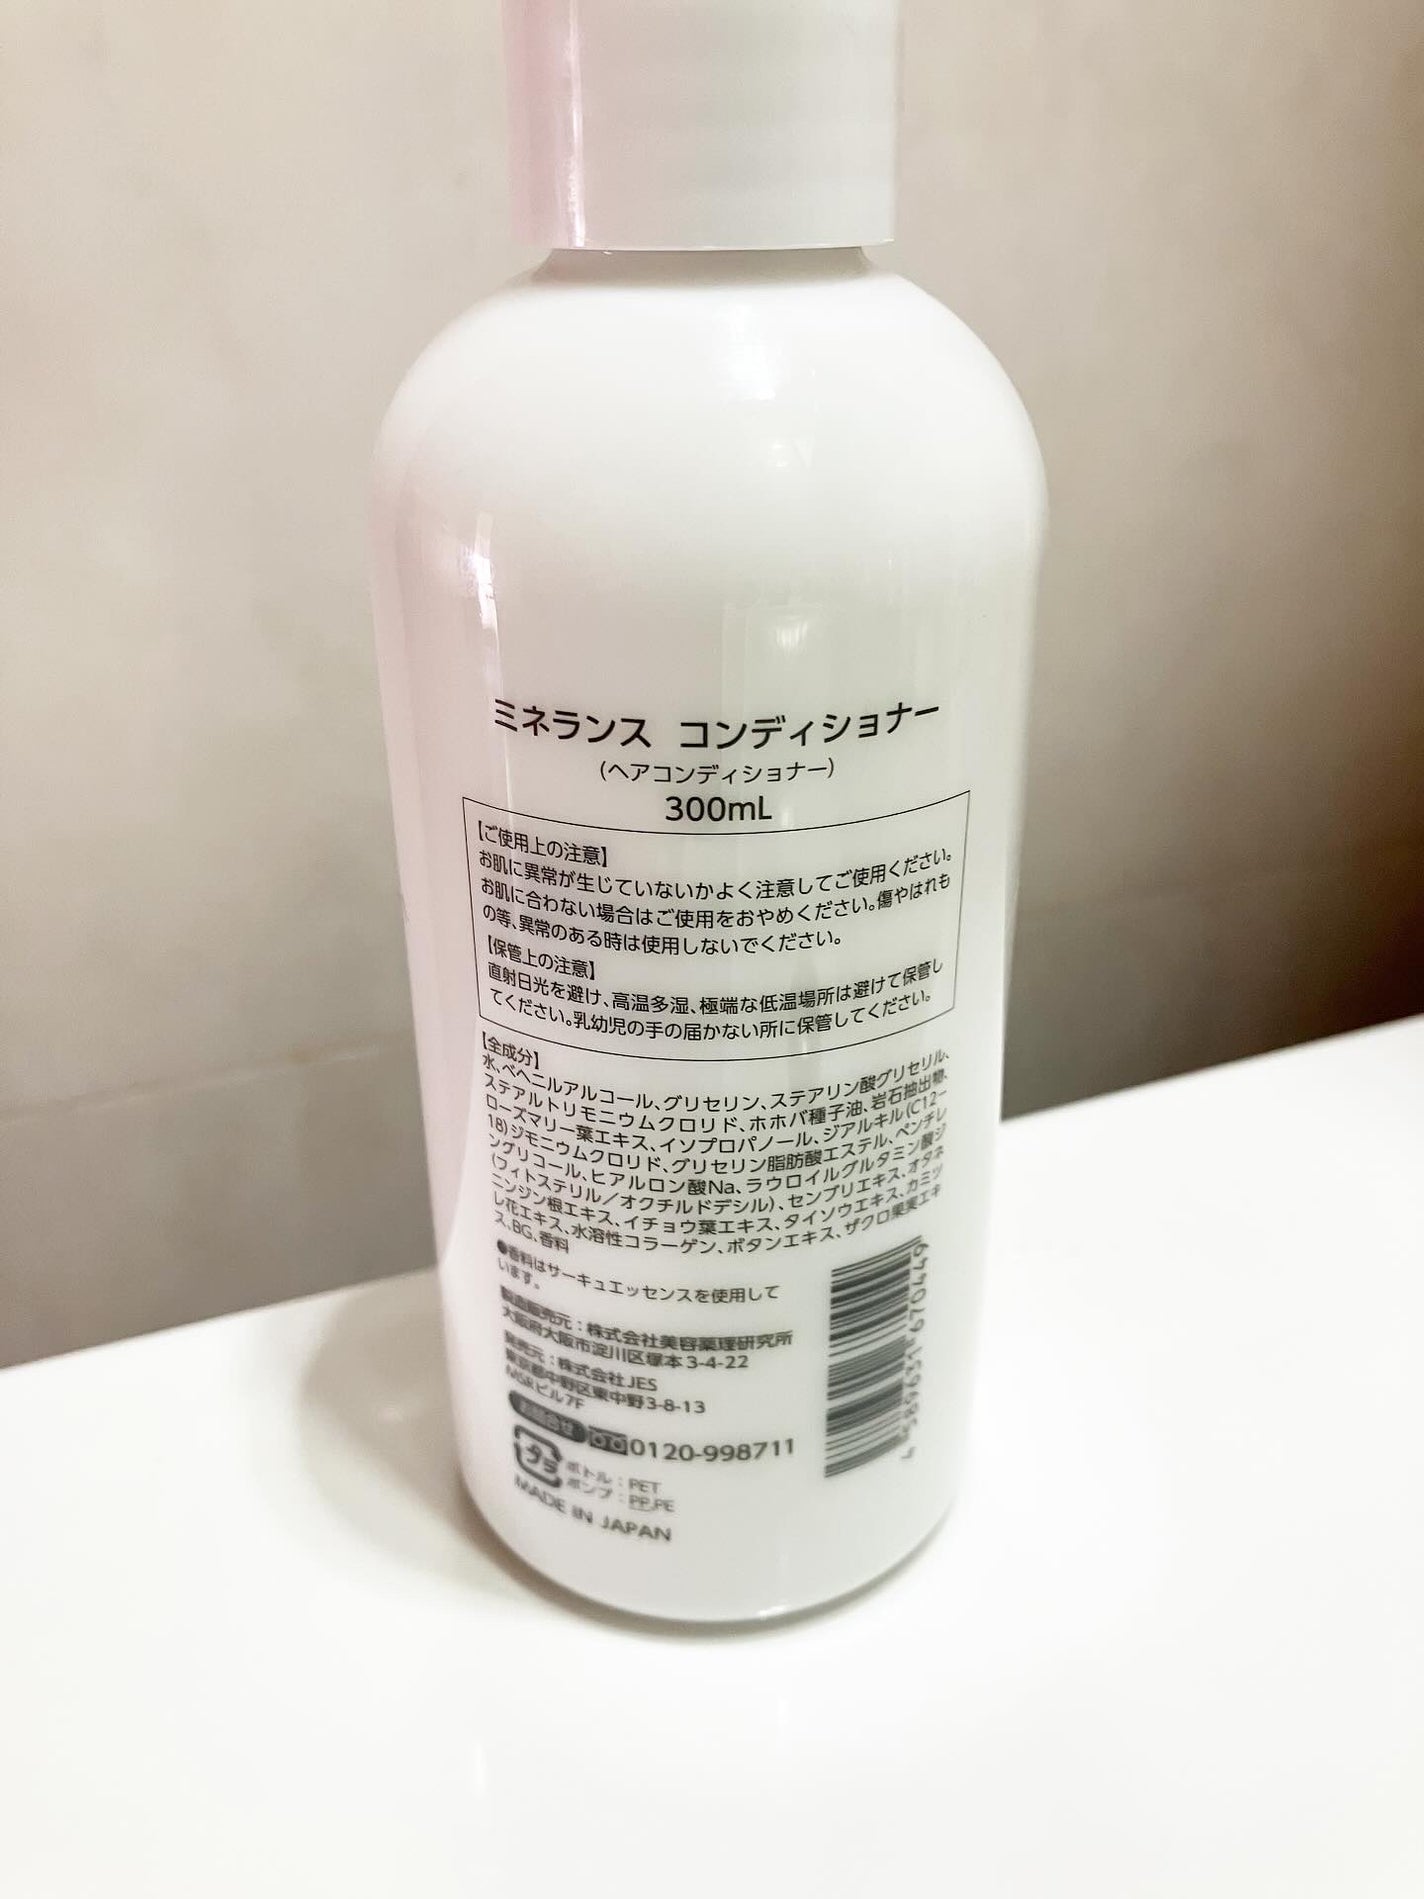 ミネランス コンディショナー
(ヘアコンディショナー)
300mL
【ご使用上の注意】
お肌に異常が生じていないかよく注意してご使用ください。
お肌に合わない場合はご使用をおやめください。傷やはれも
の等、異常のある時は使用しないでください。
【保管上の注意】
直射日光を避け、高温多湿、極端な低温場所は避けて保管し
てください。乳幼児の手の届かない所に保管してください。
【全成分】
水、ベヘニルアルコール、グリセリン、ステアリン酸グリセリル、
ステアルトリモニウムクロリド、ホホバ種子油、岩石抽出物、
ローズマリー葉エキス、イソプロパノール、ジアルキル(C12-
18)ジモニウムクロリド、グリセリン脂肪酸エステル、ペンチレ
ングリコール、ヒアルロン酸Na、ラウロイルグルタミン酸ジ
(フィトステリル/オクチルドデシル)、センブリエキス、オタネ
ニンジン根エキス、イチョウ葉エキス、タイソウエキス、カミツ
レ花エキス、水溶性コラーゲン、ボタンエキス、ザクロ果実エキ
ス、BG、香料
●香料はサーキュエッセンスを使用して
います。
製造販売元:株式会社美容薬理研究所
大阪府大阪市淀川区塚本3-4-22
発売元:株式会社JES
東京都中野区東中野3-8-13
MSRビル7F
お問合せ 0120-998711
プラ ボトル:PET
ポンプ:PP,PE
MADE IN JAPAN